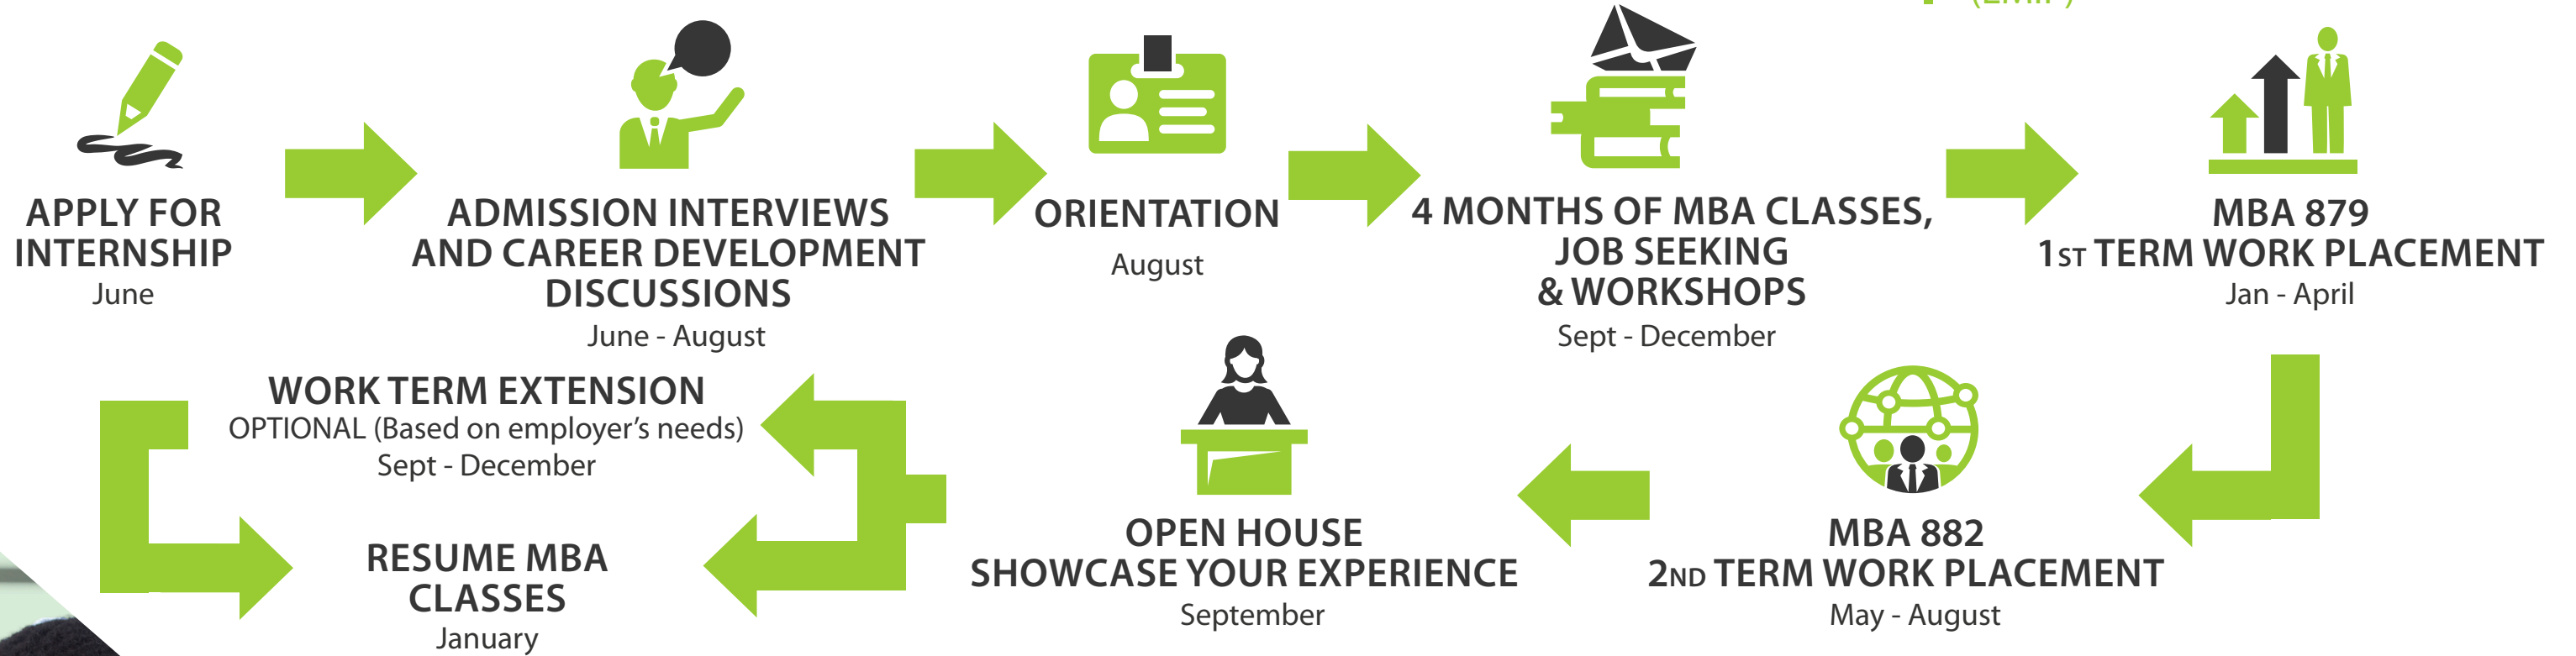 APPLY FOR
INTERNSHIP
June
ADMISSION INTERVIEWS
AND CAREER DEVELOPMENT
DISCUSSIONS
June - August
ORIENTATION
August
4 MONTHS OF MBA CLASSES,
JOB SEEKING
& WORKSHOPS
Sept - December
MBA 879
1ST TERM WORK PLACEMENT
Jan - April
MBA 882
2ND TERM WORK PLACEMENT
May - August
OPEN HOUSE
SHOWCASE YOUR EXPERIENCE
September
WORK TERM EXTENSION
OPTIONAL (Based on employer’s needs)
Sept - December
RESUME MBA
CLASSES
January